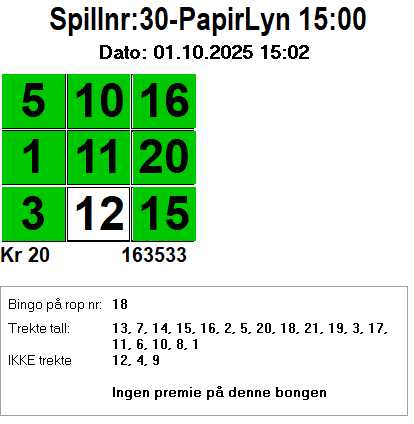 Spillnr:30-PapirLyn 15:00
Dato: 01.10.2025 15:02
5 10 16
1 11 20
3 12 15
Kr 20 163533
Bingo på rop nr: 18
Trekte tall: 13, 7, 14, 15, 16, 2, 5, 20, 18, 21, 19, 3, 17,
11, 6, 10, 8, 1
IKKE trekte 12, 4, 9
Ingen premie på denne bongen